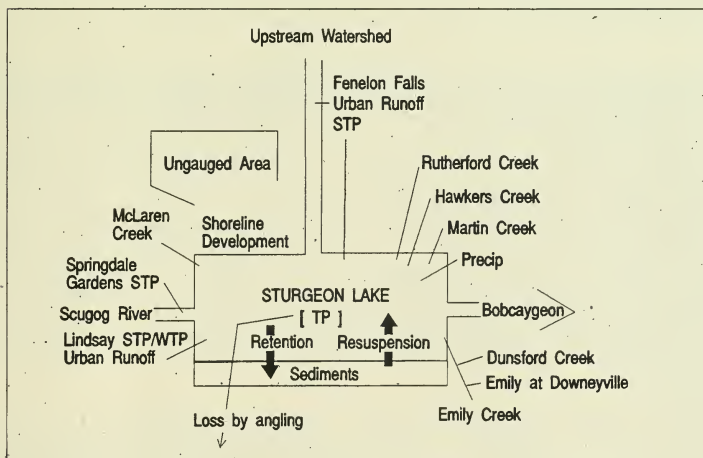 Upstream Watershed
Fenelon Falls
Urban Runoff
STP
Ungauged Area
Rutherford Creek
Hawkers Creek
Martin Creek
Precip
McLaren
Creek
Shoreline
Development
Springdale
Gardens STP
Scugog River
Lindsay STP/WTP
Urban Runoff
STURGEON LAKE
[ TP ]
Retention
Resuspension
Sediments
Bobcaygeon
Dunsford Creek
Emily at Downeyville
Emily Creek
Loss by angling